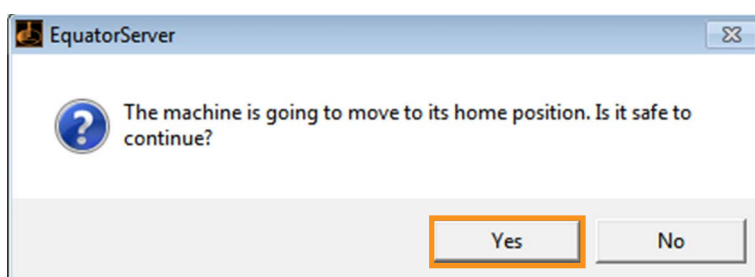 EquatorServer
The machine is going to move to its home position. Is it safe to
continue?
Yes No